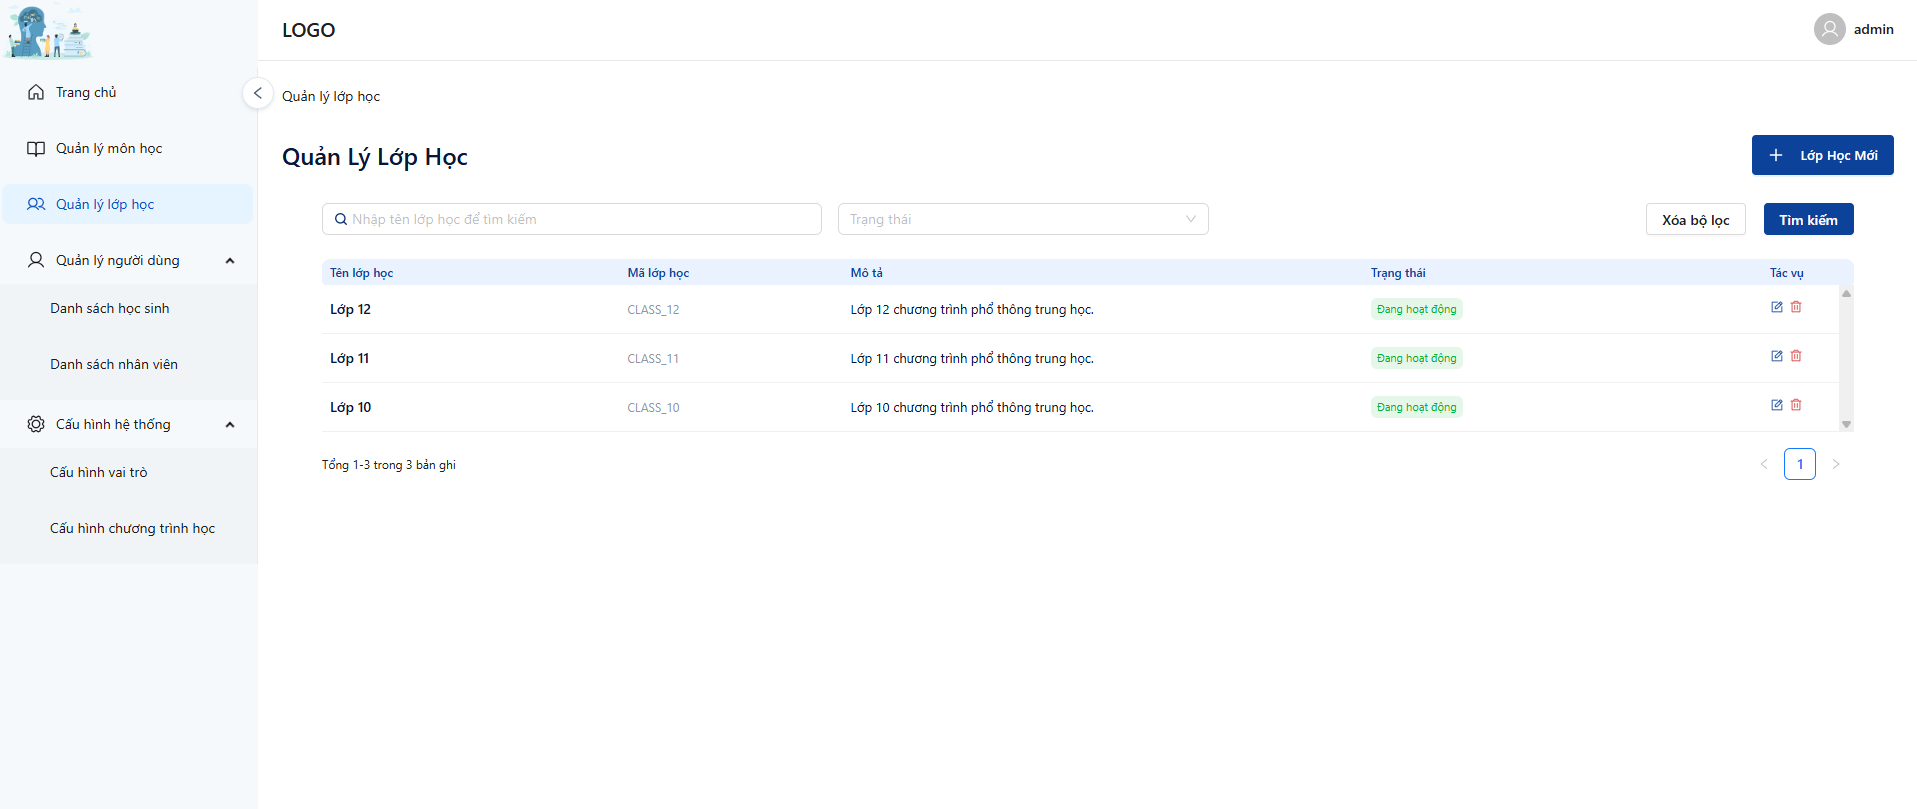 LOGO
admin
Trang chủ
Quản lý môn học
Quản lý lớp học
Quản lý người dùng
Danh sách học sinh
Danh sách nhân viên
Cấu hình hệ thống
Cấu hình vai trò
Cấu hình chương trình học
Quản lý lớp học
Quản Lý Lớp Học
Lớp Học Mới
Nhập tên lớp học để tìm kiếm
Trạng thái
Xóa bộ lọc
Tìm kiếm
Tên lớp học Mã lớp học Mô tả Trạng thái Tác vụ
Lớp 12 CLASS_12 Lớp 12 chương trình phổ thông trung học. Đang hoạt động
Lớp 11 CLASS_11 Lớp 11 chương trình phổ thông trung học. Đang hoạt động
Lớp 10 CLASS_10 Lớp 10 chương trình phổ thông trung học. Đang hoạt động
Tổng 1-3 trong 3 bản ghi
1